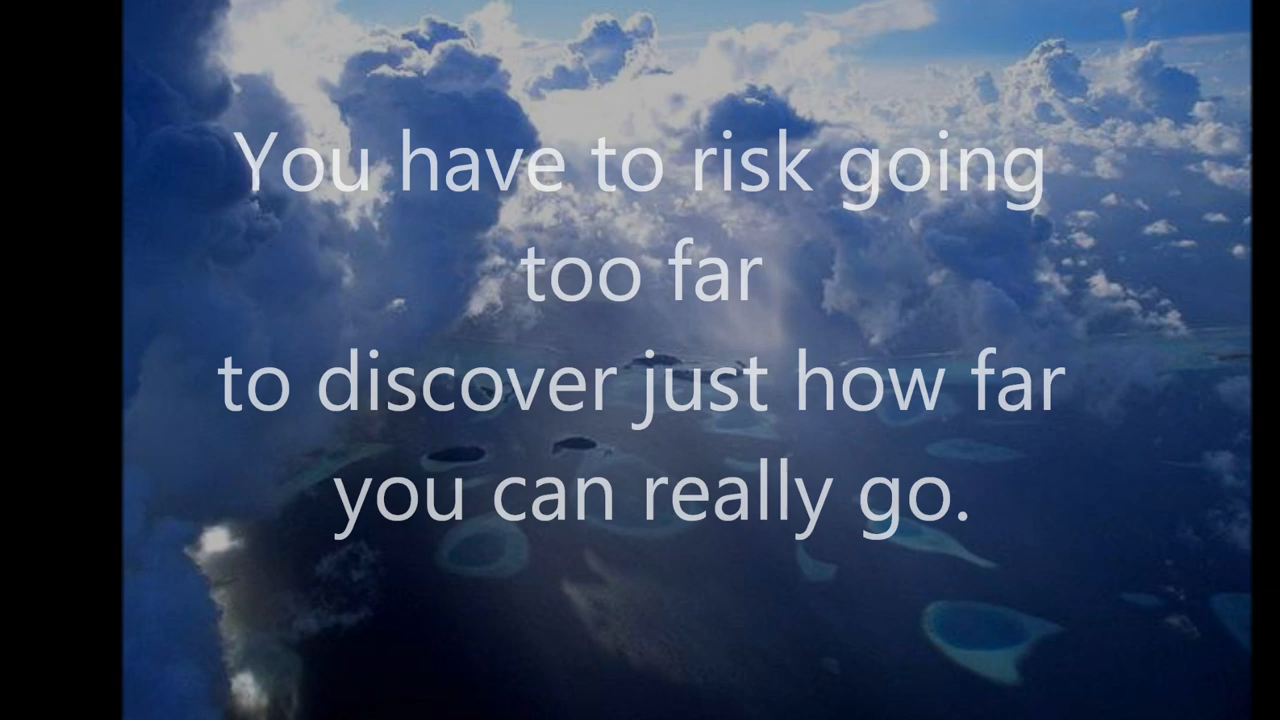 You have to risk going
too far
to discover just how far
you can really go.